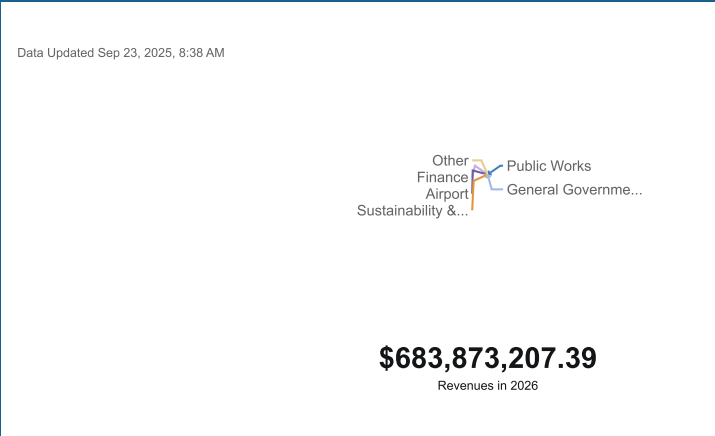 Data Updated Sep 23, 2025, 8:38 AM
Other
Finance
Airport
Sustainability &...
Public Works
General Governme...
$683,873,207.39
Revenues in 2026